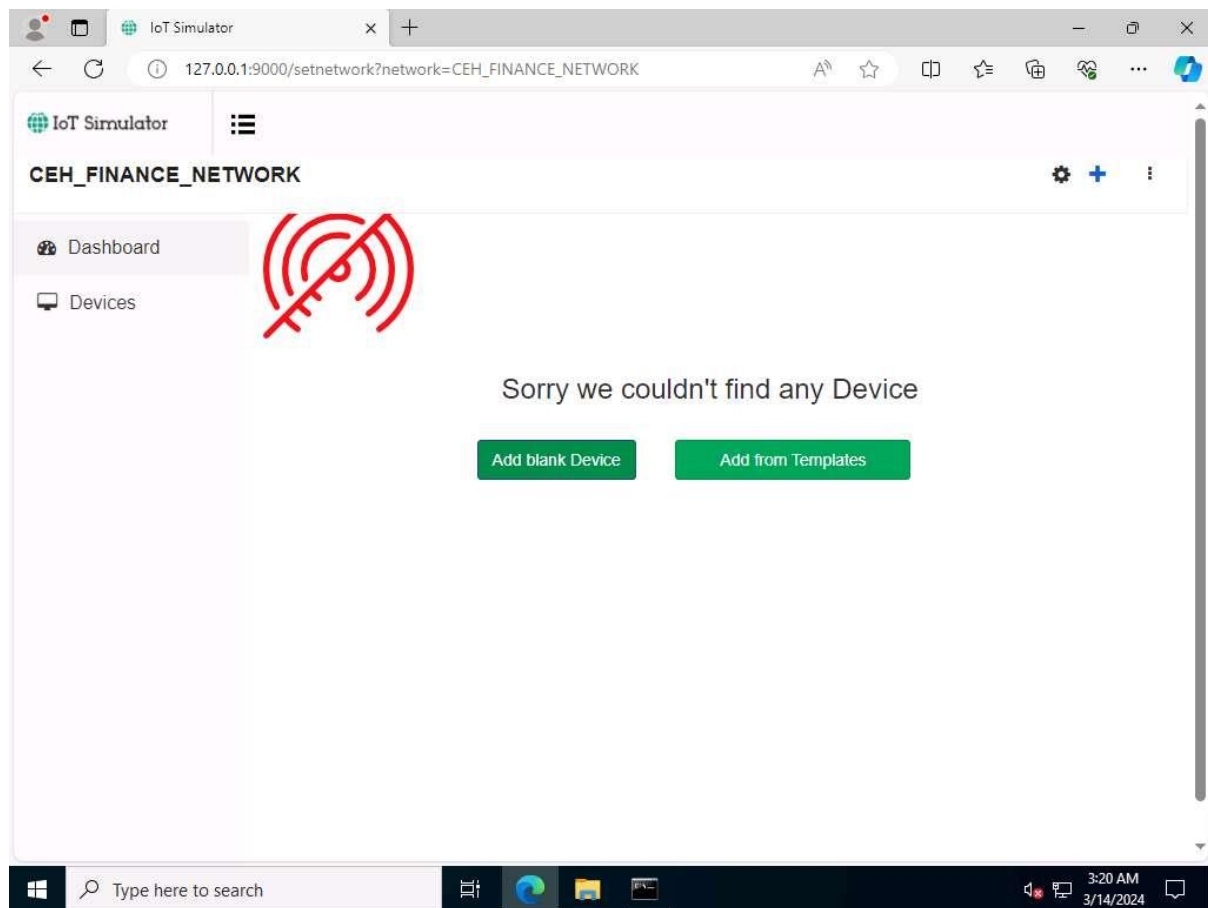 IoT Simulator
127.0.0.1:9000/setnetwork?network=CEH_FINANCE_NETWORK
IoT Simulator
CEH_FINANCE_NETWORK
Dashboard
Devices
Sorry we couldn't find any Device
Add blank Device
Add from Templates
Type here to search
3:20 AM
3/14/2024